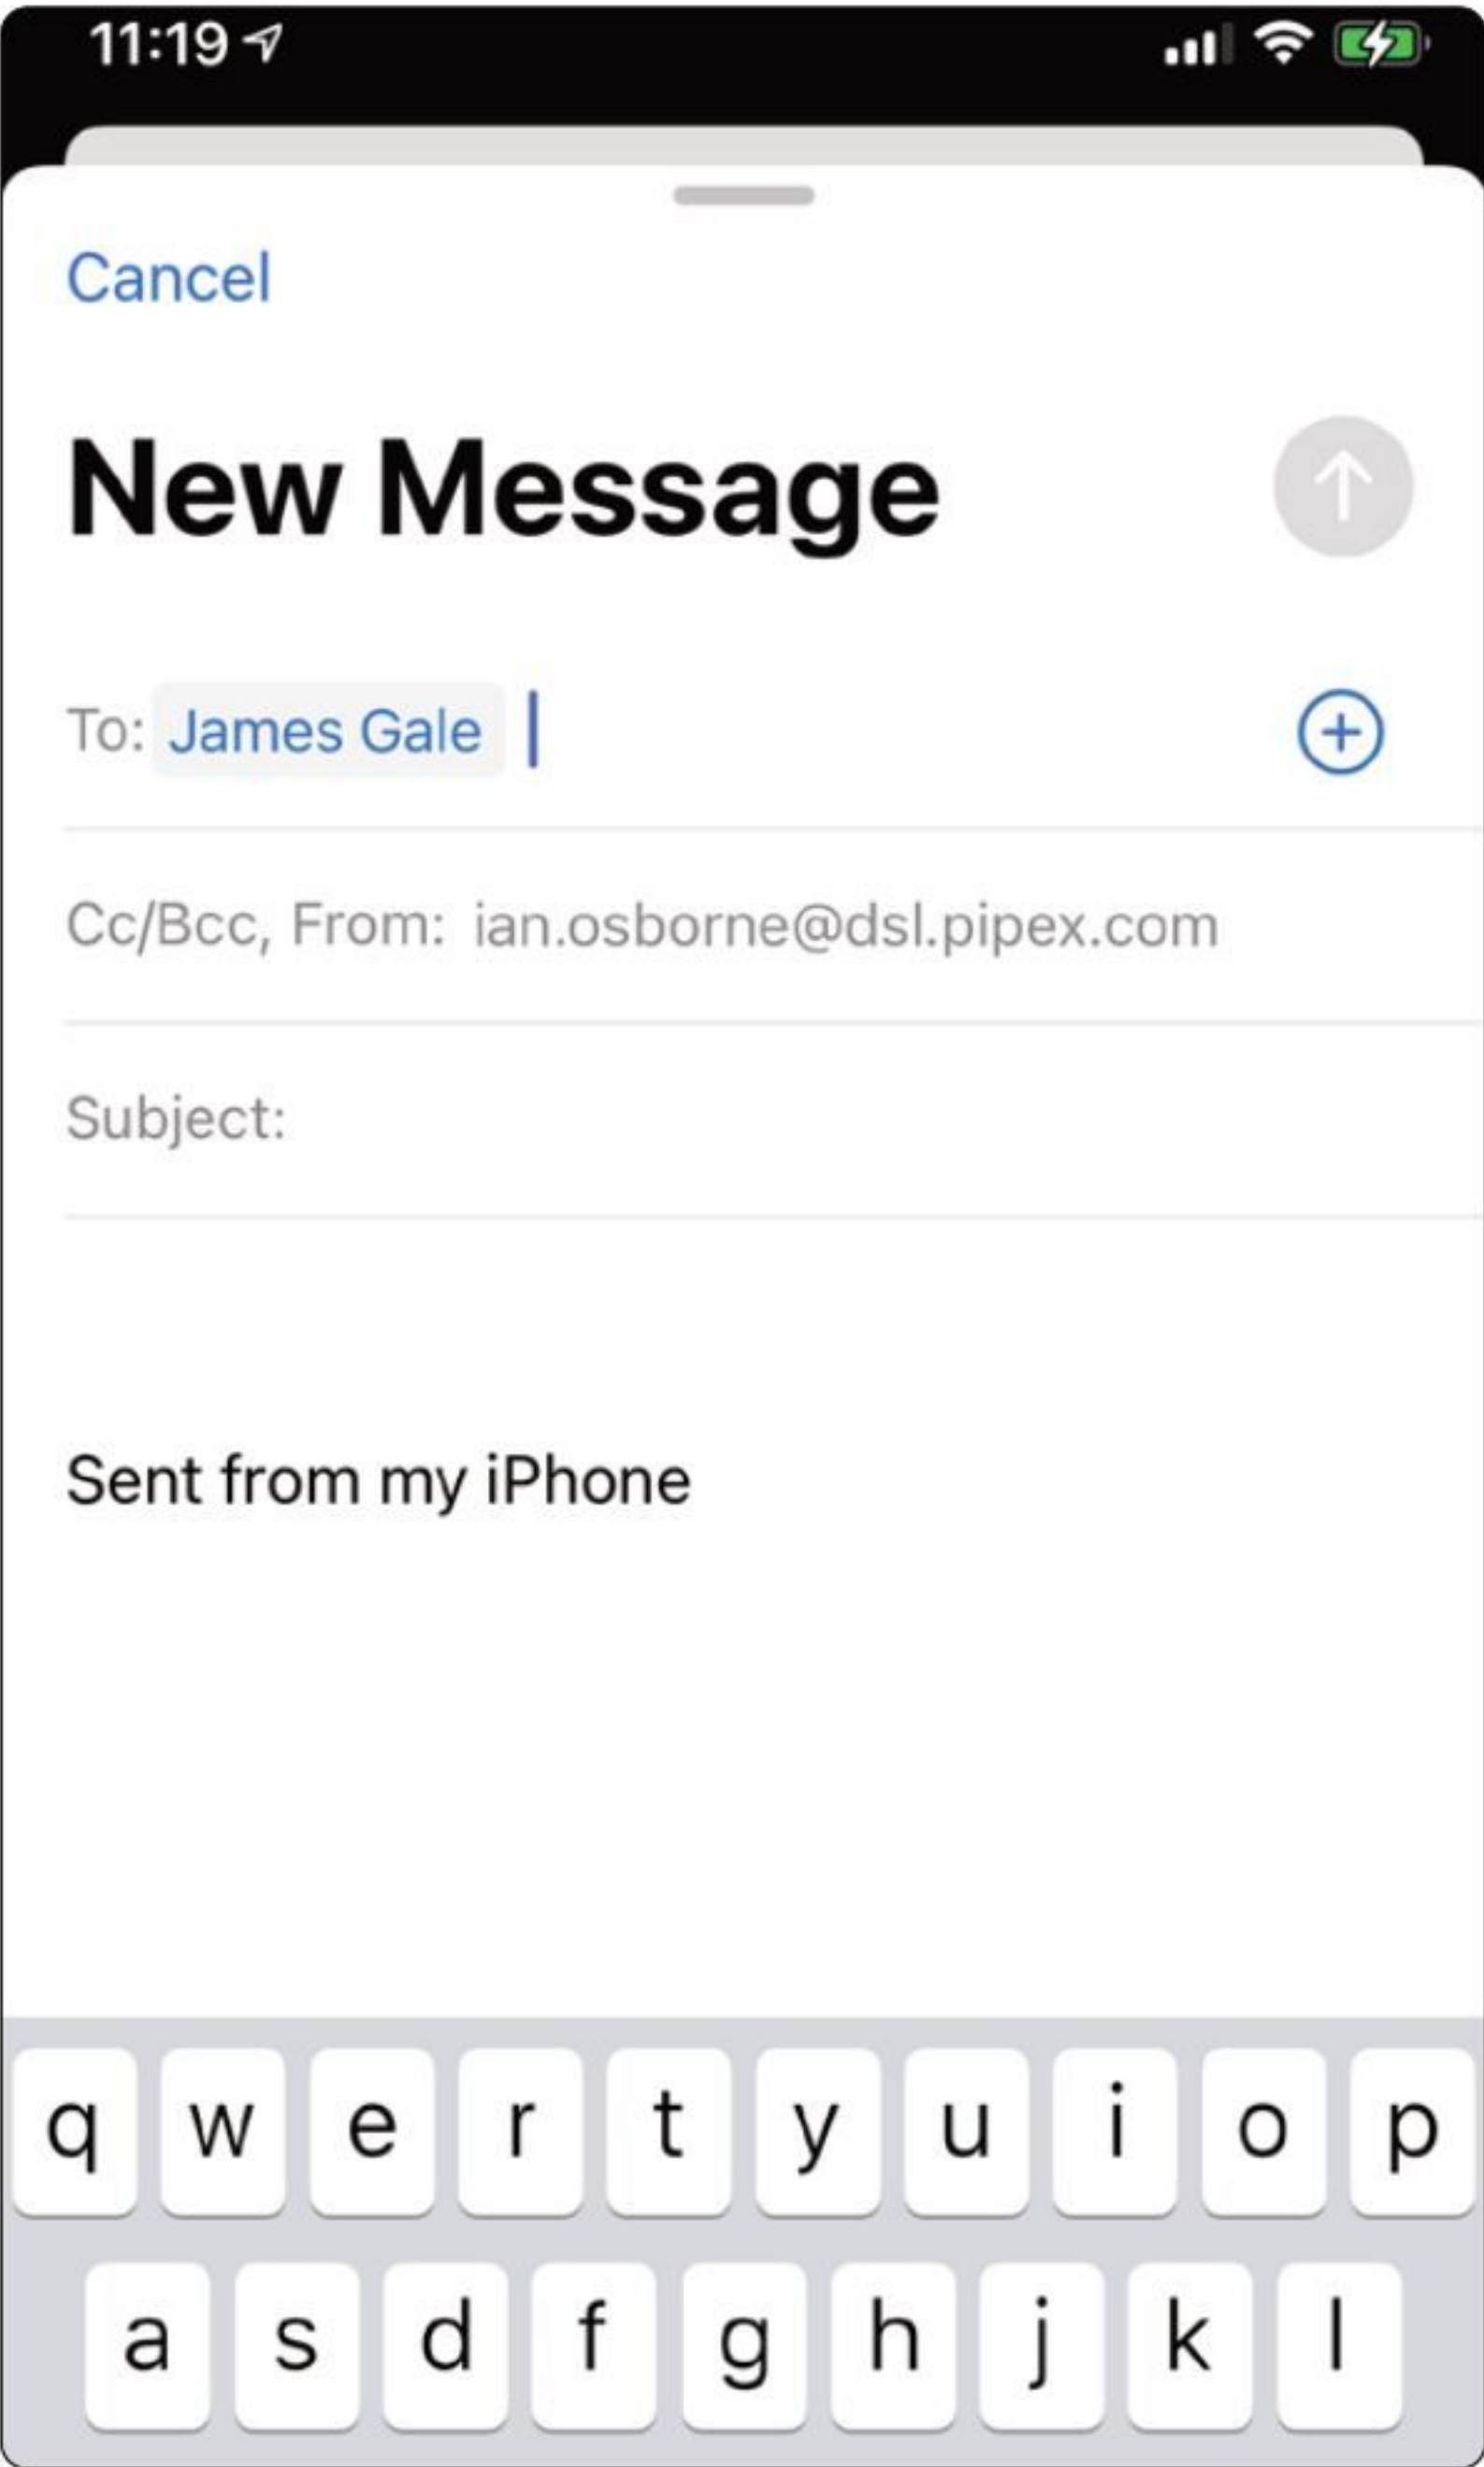 11:19
Cancel
New Message
To: James Gale
Cc/Bcc, From: ian.osborne@dsl.pipex.com
Subject:
Sent from my iPhone
q w e r t y u i o p
a s d f g h j k l